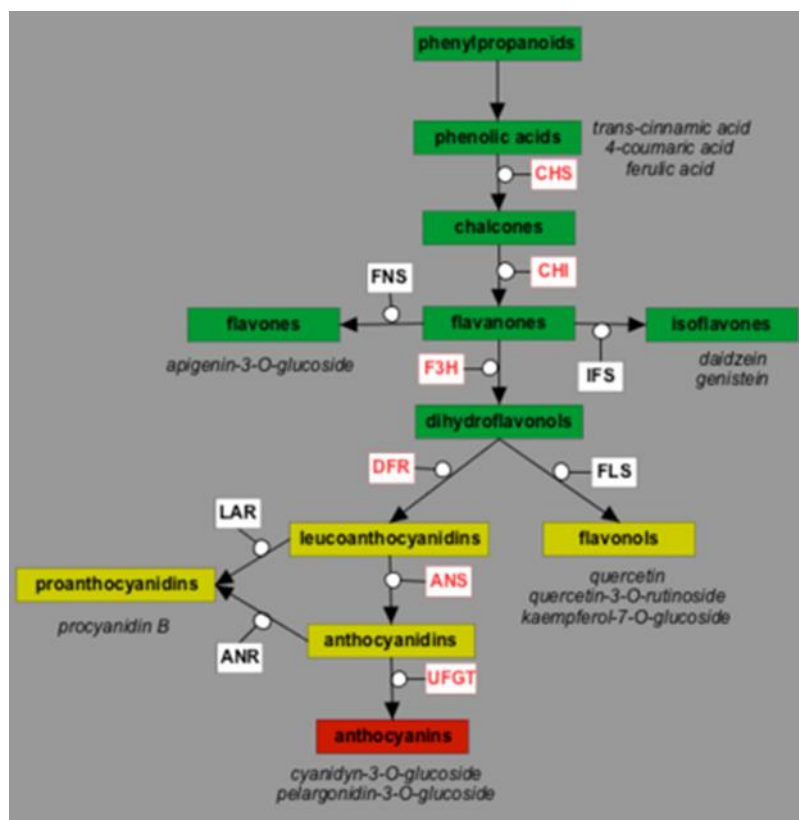 phenylpropanoids
phenolic acids
trans-cinnamic acid
4-coumaric acid
ferulic acid
CHS
chalcones
CHI
FNS
flavones
flavanones
isoflavones
apigenin-3-O-glucoside
daidzein
genistein
F3H
IFS
dihydroflavonols
DFR
FLS
LAR
leucoanthocyanidins
flavonols
proanthocyanidins
ANS
quercetin
quercetin-3-O-rutinoside
kaempferol-7-O-glucoside
procyanidin B
anthocyanidins
ANR
UFGT
anthocyanins
cyanidyn-3-O-glucoside
pelargonidin-3-O-glucoside